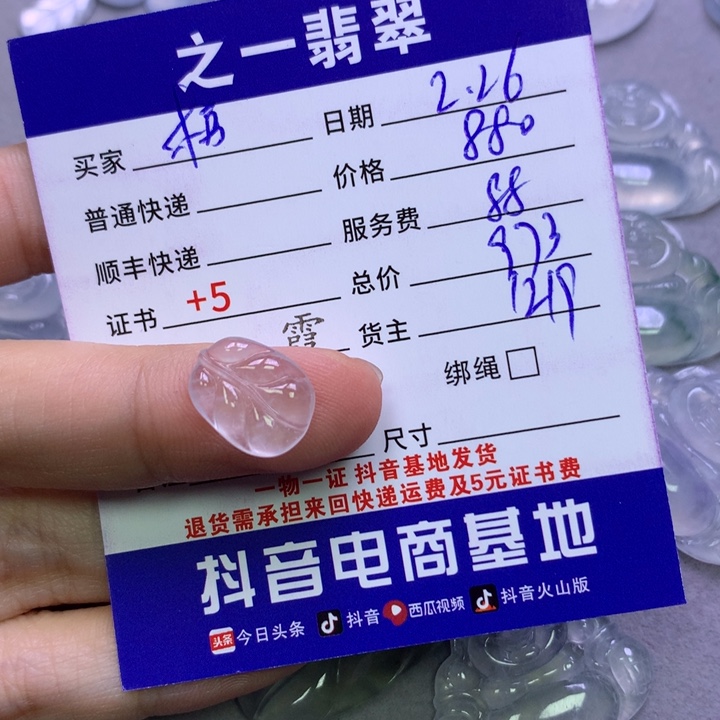 之一翡翠
买家 梧 日期 2.26
普通快递 价格 880
顺丰快递 服务费 88
证书 +5 总价 973
霞 货主 1219
绑绳
尺寸
一物一证 抖音基地发货
退货需承担来回快递运费及5元证书费
抖音电商基地
头条 今日头条 抖音 西瓜视频 抖音火山版